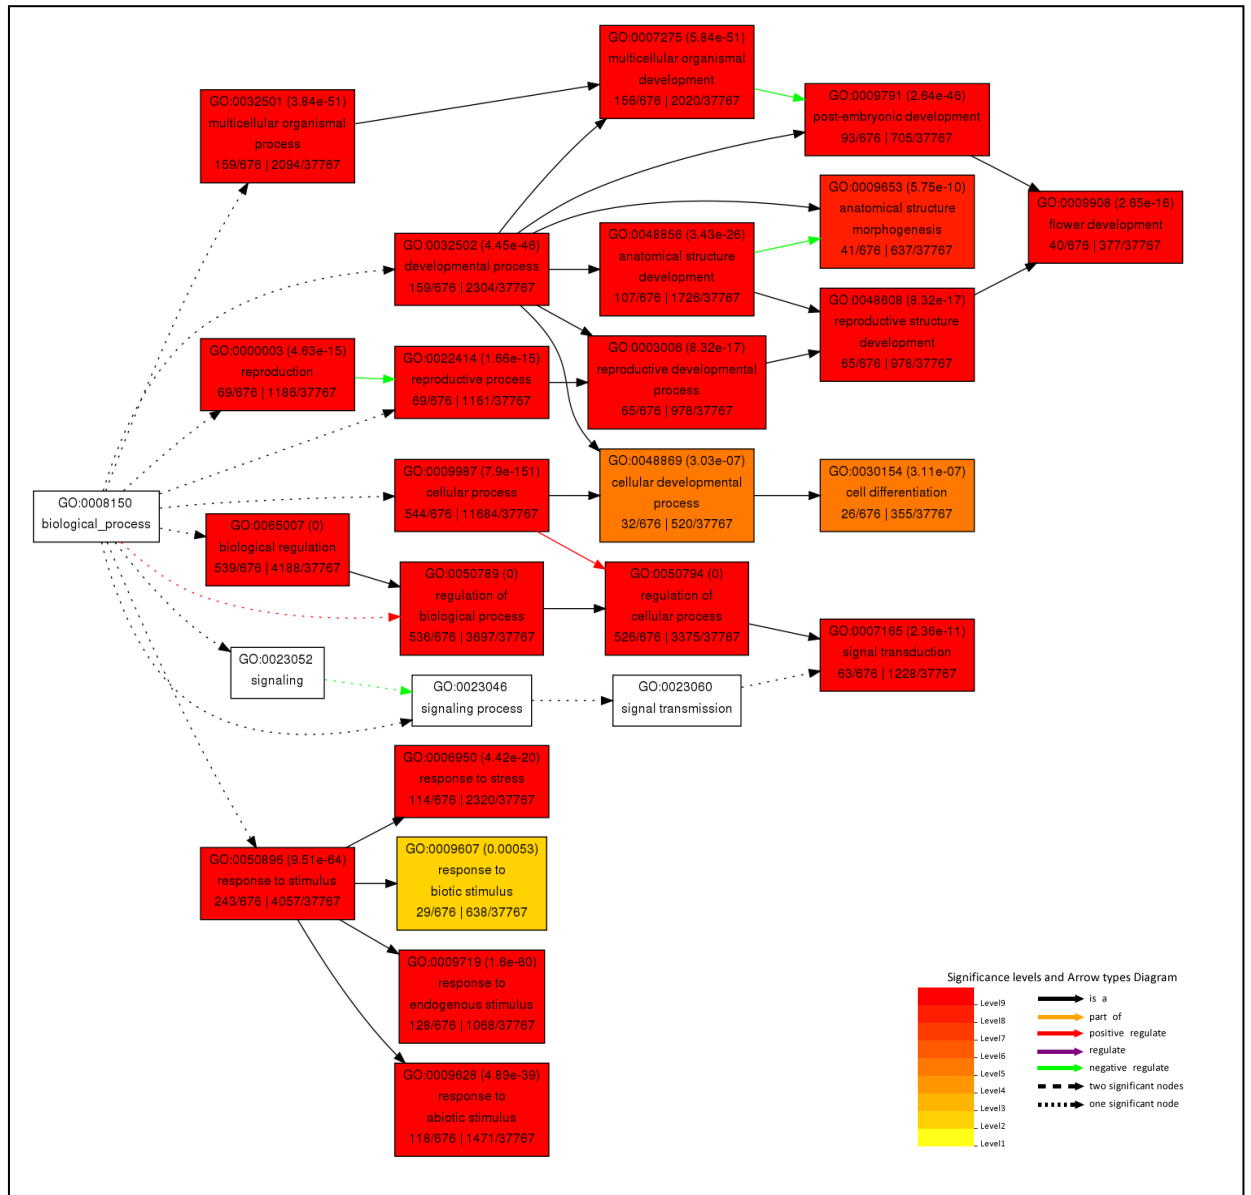 GO:0007275 (5.84e-51)
multicellular organismal
development
156/676 | 2020/37767
GO:0032501 (3.84e-51)
multicellular organismal
process
159/676 | 2094/37767
GO:0009791 (2.64e-46)
post-embryonic development
93/676 | 705/37767
GO:0009653 (5.75e-10)
anatomical structure
morphogenesis
41/676 | 637/37767
GO:0009908 (2.65e-16)
flower development
40/676 | 377/37767
GO:0032502 (4.45e-46)
developmental process
159/676 | 2304/37767
GO:0048856 (3.43e-26)
anatomical structure
development
107/676 | 1726/37767
GO:0048608 (8.32e-17)
reproductive structure
development
65/676 | 978/37767
GO:0000003 (4.63e-15)
reproduction
69/676 | 1186/37767
GO:0022414 (1.66e-15)
reproductive process
69/676 | 1161/37767
GO:0003006 (8.32e-17)
reproductive developmental
process
65/676 | 978/37767
GO:0009987 (7.9e-151)
cellular process
544/676 | 11684/37767
GO:0048869 (3.03e-07)
cellular developmental
process
32/676 | 520/37767
GO:0030154 (3.11e-07)
cell differentiation
26/676 | 355/37767
GO:0008150
biological_process
GO:0065007 (0)
biological regulation
539/676 | 4188/37767
GO:0050789 (0)
regulation of
biological process
536/676 | 3697/37767
GO:0050794 (0)
regulation of
cellular process
526/676 | 3375/37767
GO:0007165 (2.36e-11)
signal transduction
63/676 | 1228/37767
GO:0023052
signaling
GO:0023046
signaling process
GO:0023060
signal transmission
GO:0006950 (4.42e-20)
response to stress
114/676 | 2320/37767
GO:0050896 (9.51e-64)
response to stimulus
243/676 | 4057/37767
GO:0009607 (0.00053)
response to
biotic stimulus
29/676 | 638/37767
GO:0009719 (1.6e-60)
response to
endogenous stimulus
128/676 | 1068/37767
GO:0009628 (4.89e-39)
response to
abiotic stimulus
118/676 | 1471/37767
Significance levels and Arrow types Diagram
Level9
Level8
Level7
Level6
Level5
Level4
Level3
Level2
Level1
is a
part of
positive regulate
regulate
negative regulate
two significant nodes
one significant node